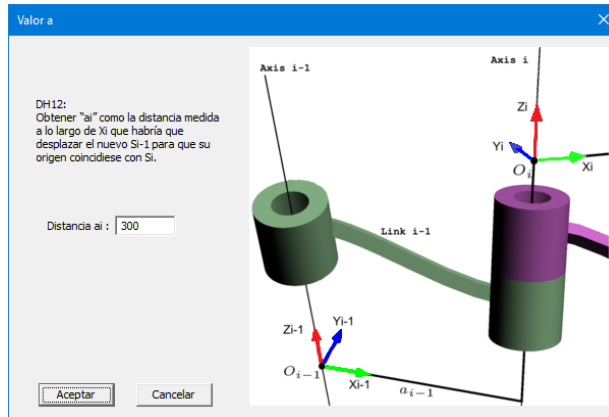 Valor a
DH12:
Obtener "ai" como la distancia medida
a lo largo de Xi que habría que
desplazar el nuevo Si-1 para que su
origen coincidiese con Si.
Distancia ai : 300
Aceptar
Cancelar
Axis i-1
Axis i
Zi
Yi
Oi
Xi
Link i-1
Zi-1
Yi-1
Oi−1
Xi-1
ai−1